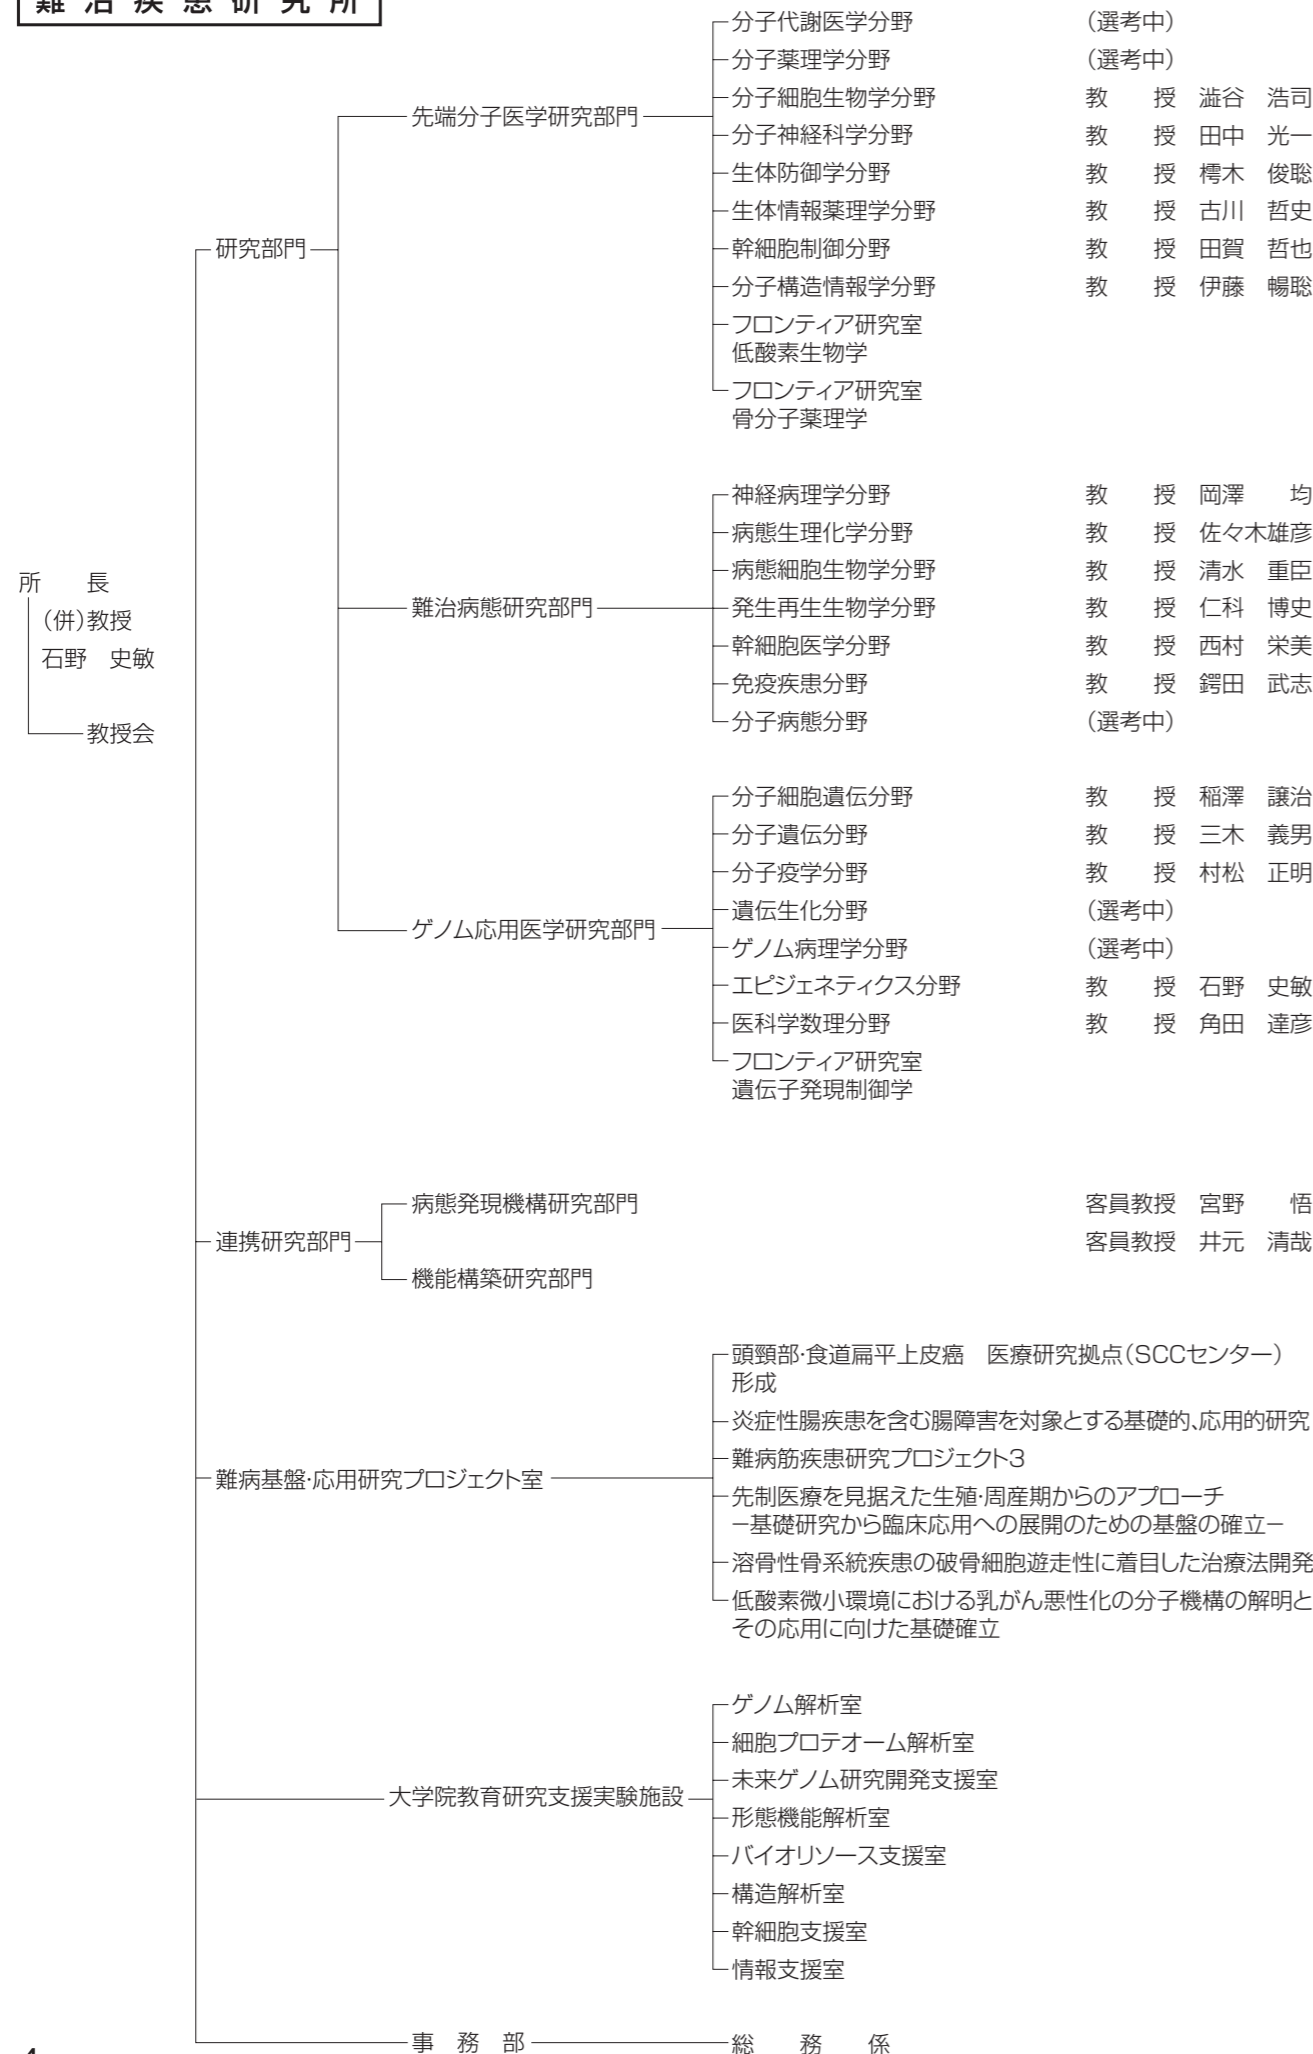 難治疾患研究所
所　長
(併)教授
石野　史敏
教授会
研究部門
先端分子医学研究部門
分子代謝医学分野　(選考中)
分子薬理学分野　(選考中)
分子細胞生物学分野　教　授　澁谷　浩司
分子神経科学分野　教　授　田中　光一
生体防御学分野　教　授　樗木　俊聡
生体情報薬理学分野　教　授　古川　哲史
幹細胞制御分野　教　授　田賀　哲也
分子構造情報学分野　教　授　伊藤　暢聡
フロンティア研究室
低酸素生物学
フロンティア研究室
骨分子薬理学
難治病態研究部門
神経病理学分野　教　授　岡澤　均
病態生理化学分野　教　授　佐々木雄彦
病態細胞生物学分野　教　授　清水　重臣
発生再生生物学分野　教　授　仁科　博史
幹細胞医学分野　教　授　西村　栄美
免疫疾患分野　教　授　鍔田　武志
分子病態分野　(選考中)
ゲノム応用医学研究部門
分子細胞遺伝分野　教　授　稲澤　譲治
分子遺伝分野　教　授　三木　義男
分子疫学分野　教　授　村松　正明
遺伝生化分野　(選考中)
ゲノム病理学分野　(選考中)
エピジェネティクス分野　教　授　石野　史敏
医科学数理分野　教　授　角田　達彦
フロンティア研究室
遺伝子発現制御学
連携研究部門
病態発現機構研究部門　客員教授　宮野　悟
客員教授　井元　清哉
機能構築研究部門
難病基盤・応用研究プロジェクト室
頭頸部・食道扁平上皮癌　医療研究拠点(SCCセンター)
形成
炎症性腸疾患を含む腸障害を対象とする基礎的、応用的研究
難病筋疾患研究プロジェクト3
先制医療を見据えた生殖・周産期からのアプローチ
−基礎研究から臨床応用への展開のための基盤の確立−
溶骨性骨系統疾患の破骨細胞遊走性に着目した治療法開発
低酸素微小環境における乳がん悪性化の分子機構の解明と
その応用に向けた基礎確立
大学院教育研究支援実験施設
ゲノム解析室
細胞プロテオーム解析室
未来ゲノム研究開発支援室
形態機能解析室
バイオリソース支援室
構造解析室
幹細胞支援室
情報支援室
事　務　部　総　務　係